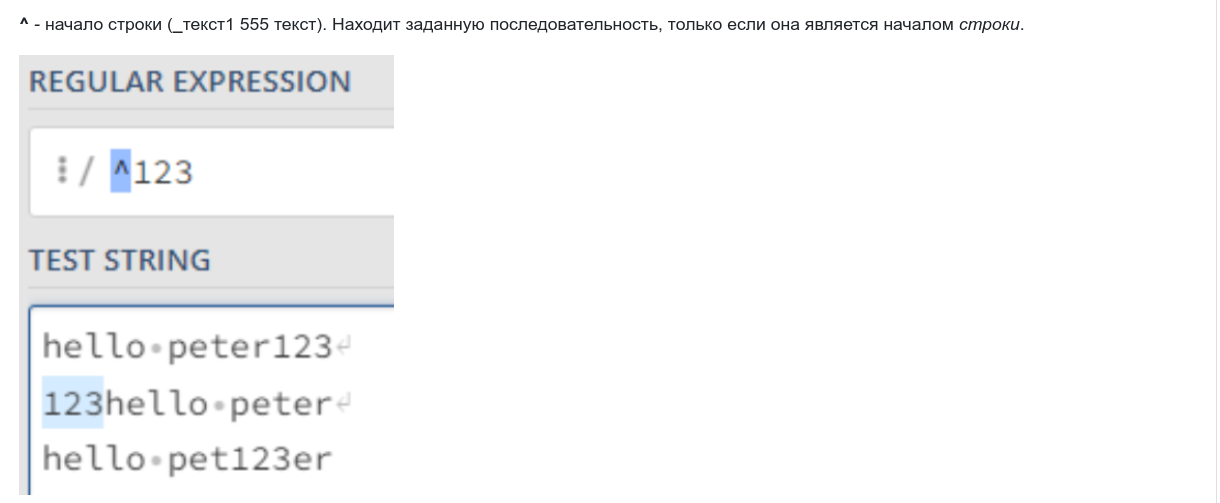 ^ - начало строки (_текст1 555 текст). Находит заданную последовательность, только если она является началом строки.
REGULAR EXPRESSION
⋮/ ^123
TEST STRING
hello·peter123↵
123hello·peter↵
hello·pet123er